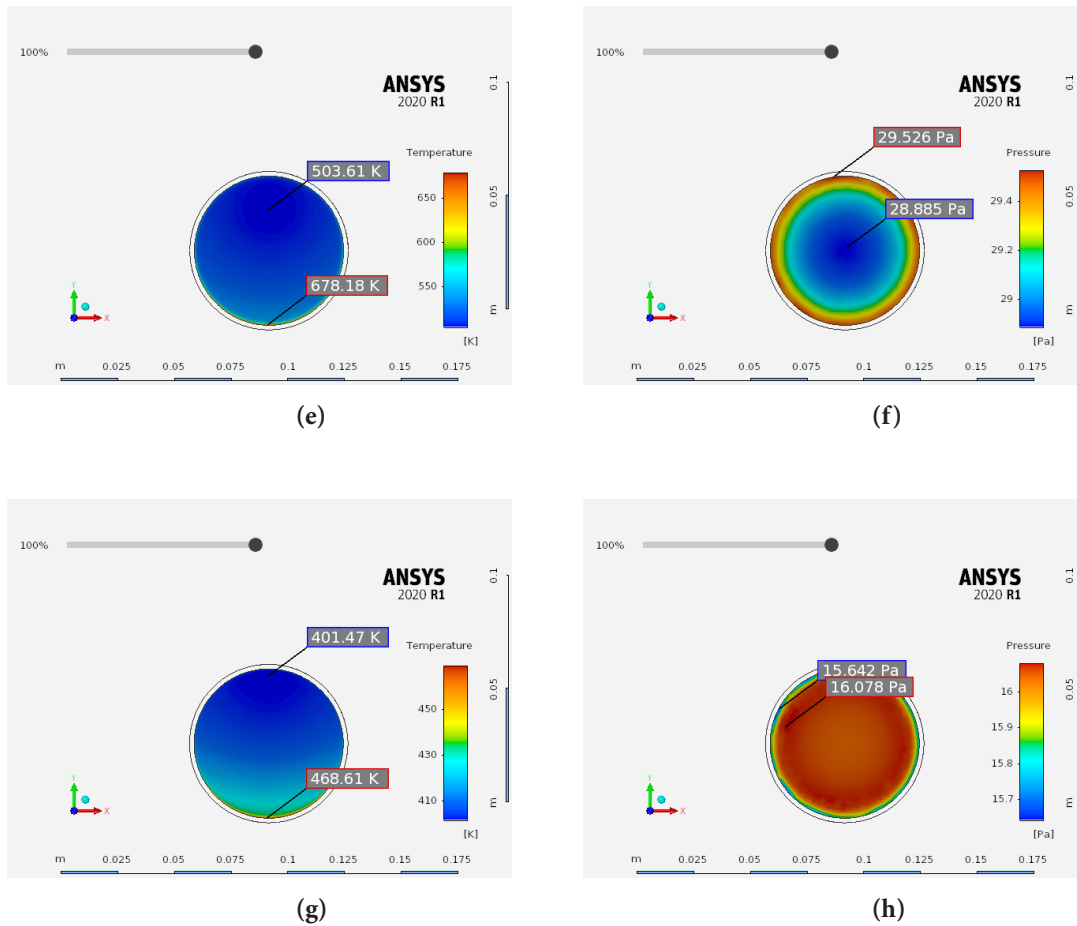 100%
ANSYS
2020 R1
0.1
0.05
m
Temperature
650
600
550
[K]
503.61 K
678.18 K
Y
X
m 0.025 0.05 0.075 0.1 0.125 0.15 0.175
(e)
100%
ANSYS
2020 R1
0.1
0.05
m
Pressure
29.4
29.2
29
[Pa]
29.526 Pa
28.885 Pa
Y
X
m 0.025 0.05 0.075 0.1 0.125 0.15 0.175
(f)
100%
ANSYS
2020 R1
0.1
0.05
m
Temperature
450
430
410
[K]
401.47 K
468.61 K
Y
X
m 0.025 0.05 0.075 0.1 0.125 0.15 0.175
(g)
100%
ANSYS
2020 R1
0.1
0.05
m
Pressure
16
15.9
15.8
15.7
[Pa]
15.642 Pa
16.078 Pa
Y
X
m 0.025 0.05 0.075 0.1 0.125 0.15 0.175
(h)